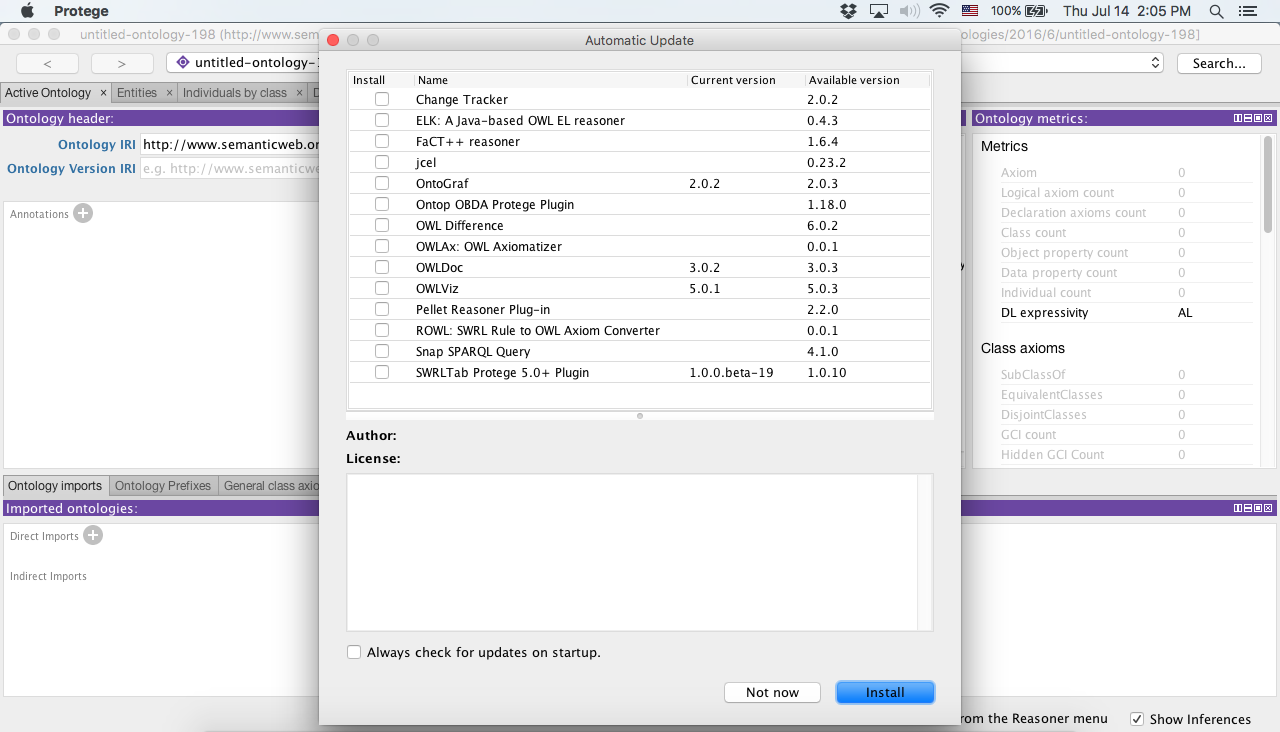 Protege 100% Thu Jul 14 2:05 PM
untitled-ontology-198 (http://www.sem
ologies/2016/6/untitled-ontology-198]
Automatic Update
< > untitled-ontology- Search...
Active Ontology × Entities × Individuals by class ×
Ontology header:
Ontology IRI http://www.semanticweb.or
Ontology Version IRI e.g. http://www.semanticwe
Annotations
Install Name Current version Available version
Change Tracker 2.0.2
ELK: A Java-based OWL EL reasoner 0.4.3
FaCT++ reasoner 1.6.4
jcel 0.23.2
OntoGraf 2.0.2 2.0.3
Ontop OBDA Protege Plugin 1.18.0
OWL Difference 6.0.2
OWLAx: OWL Axiomatizer 0.0.1
OWLDoc 3.0.2 3.0.3
OWLViz 5.0.1 5.0.3
Pellet Reasoner Plug-in 2.2.0
ROWL: SWRL Rule to OWL Axiom Converter 0.0.1
Snap SPARQL Query 4.1.0
SWRLTab Protege 5.0+ Plugin 1.0.0.beta-19 1.0.10
Author:
License:
Always check for updates on startup.
Not now Install
Ontology metrics:
Metrics
Axiom 0
Logical axiom count 0
Declaration axioms count 0
Class count 0
Object property count 0
Data property count 0
Individual count 0
DL expressivity AL
Class axioms
SubClassOf 0
EquivalentClasses 0
DisjointClasses 0
GCI count 0
Hidden GCI Count 0
Ontology imports Ontology Prefixes General class axio
Imported ontologies:
Direct Imports
Indirect Imports
rom the Reasoner menu Show Inferences